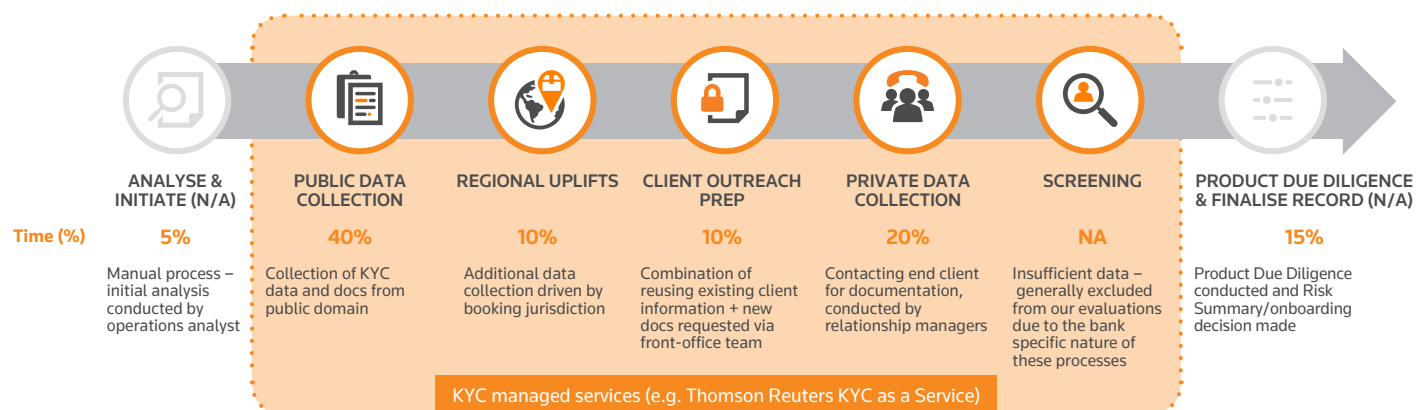 ANALYSE &
INITIATE (N/A)
PUBLIC DATA
COLLECTION
REGIONAL UPLIFTS
CLIENT OUTREACH
PREP
PRIVATE DATA
COLLECTION
SCREENING
PRODUCT DUE DILIGENCE
& FINALISE RECORD (N/A)
Time (%)
5%
40%
10%
10%
20%
NA
15%
Manual process –
initial analysis
conducted by
operations analyst
Collection of KYC
data and docs from
public domain
Additional data
collection driven by
booking jurisdiction
Combination of
reusing existing client
information + new
docs requested via
front-office team
Contacting end client
for documentation,
conducted by
relationship managers
Insufficient data –
generally excluded
from our evaluations
due to the bank
specific nature of
these processes
Product Due Diligence
conducted and Risk
Summary/onboarding
decision made
KYC managed services (e.g. Thomson Reuters KYC as a Service)